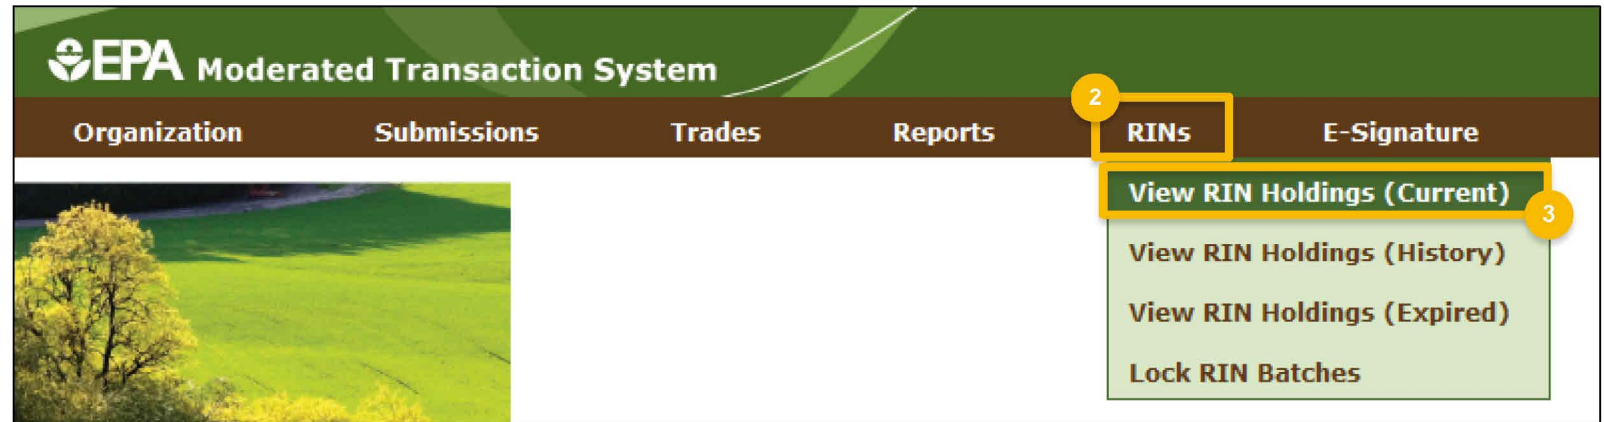 EPA Moderated Transaction System
2
Organization Submissions Trades Reports RINs E-Signature
View RIN Holdings (Current)
3
View RIN Holdings (History)
View RIN Holdings (Expired)
Lock RIN Batches